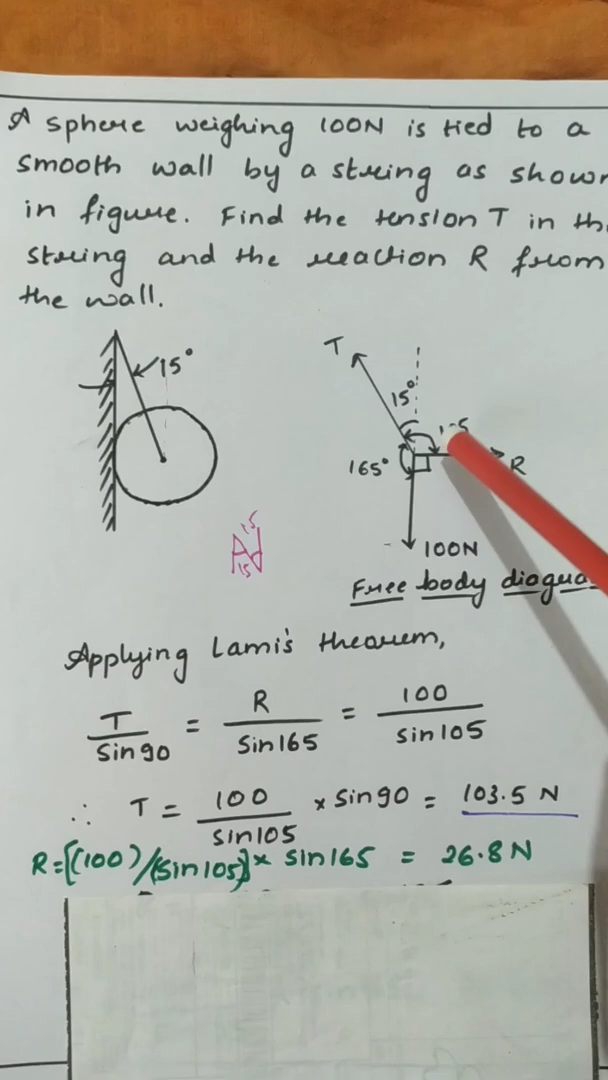 A sphere weighing 100N is tied to a
smooth wall by a string as shown
in figure. Find the tension T in the
string and the reaction R from
the wall.
15°
T
15°
165°
R
100N
15
15
Free body
Applying Lami's theorem,
T/Sin90 = R/Sin165 = 100/Sin105
∴ T = 100/Sin105 × Sin90 = 103.5 N
R=[(100)/(Sin105)]× Sin165 = 26.8 N